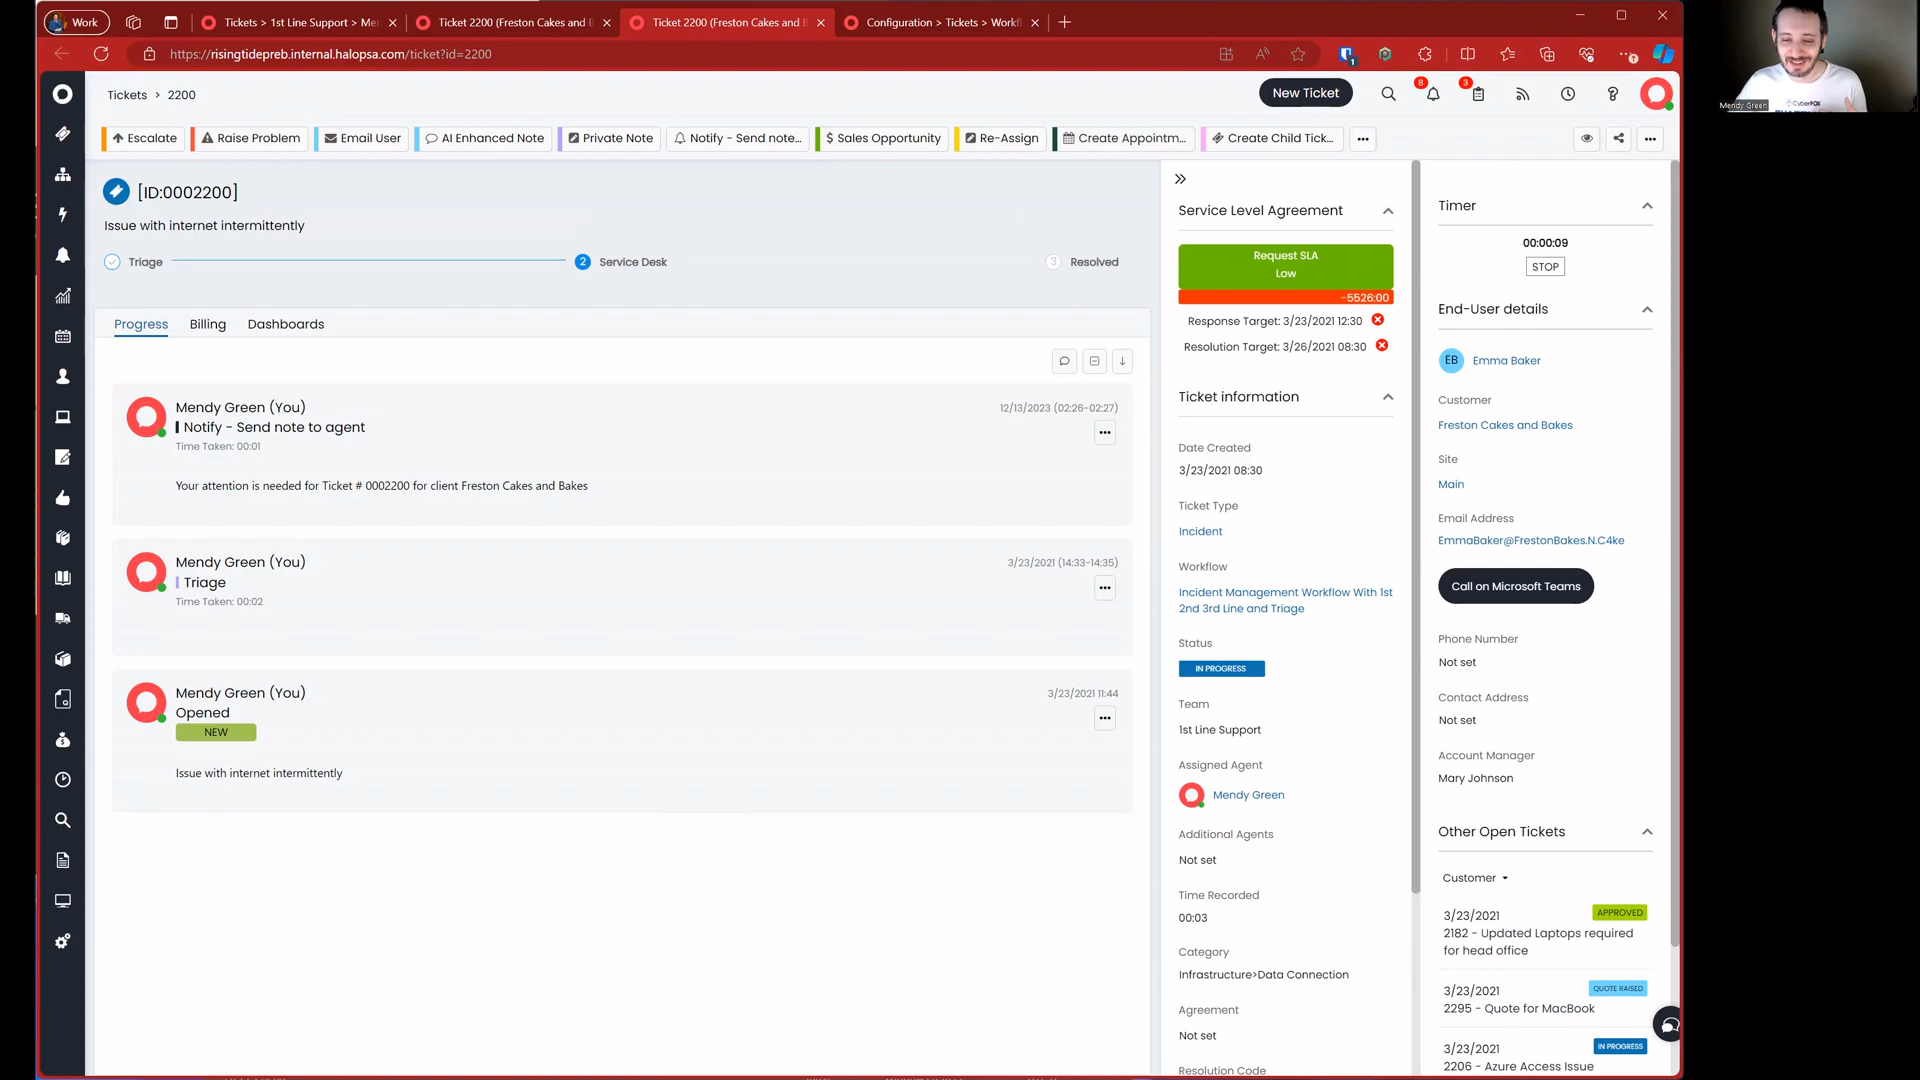 Work
Tickets > 1st Line Support > Me
Ticket 2200 (Freston Cakes and B
Ticket 2200 (Freston Cakes and B
Configuration > Tickets > Workf
https://risingtidepreb.internal.halopsa.com/ticket?id=2200
Mendy Green
CYBERFOX
Tickets > 2200
New Ticket
8
3
Escalate
Raise Problem
Email User
AI Enhanced Note
Private Note
Notify - Send note...
$ Sales Opportunity
Re-Assign
Create Appointm...
Create Child Tick...
[ID:0002200]
Issue with internet intermittently
Triage
2 Service Desk
3 Resolved
Progress
Billing
Dashboards
Mendy Green (You)
12/13/2023 (02:26-02:27)
Notify - Send note to agent
Time Taken: 00:01
Your attention is needed for Ticket # 0002200 for client Freston Cakes and Bakes
Mendy Green (You)
3/23/2021 (14:33-14:35)
Triage
Time Taken: 00:02
Mendy Green (You)
3/23/2021 11:44
Opened
NEW
Issue with internet intermittently
Service Level Agreement
Request SLA
Low
-5526:00
Response Target: 3/23/2021 12:30
Resolution Target: 3/26/2021 08:30
Ticket information
Date Created
3/23/2021 08:30
Ticket Type
Incident
Workflow
Incident Management Workflow With 1st
2nd 3rd Line and Triage
Status
IN PROGRESS
Team
1st Line Support
Assigned Agent
Mendy Green
Additional Agents
Not set
Time Recorded
00:03
Category
Infrastructure>Data Connection
Agreement
Not set
Resolution Code
Timer
00:00:09
STOP
End-User details
EB Emma Baker
Customer
Freston Cakes and Bakes
Site
Main
Email Address
EmmaBaker@FrestonBakes.N.C4ke
Call on Microsoft Teams
Phone Number
Not set
Contact Address
Not set
Account Manager
Mary Johnson
Other Open Tickets
Customer
3/23/2021
APPROVED
2182 - Updated Laptops required
for head office
3/23/2021
QUOTE RAISED
2295 - Quote for MacBook
3/23/2021
IN PROGRESS
2206 - Azure Access Issue